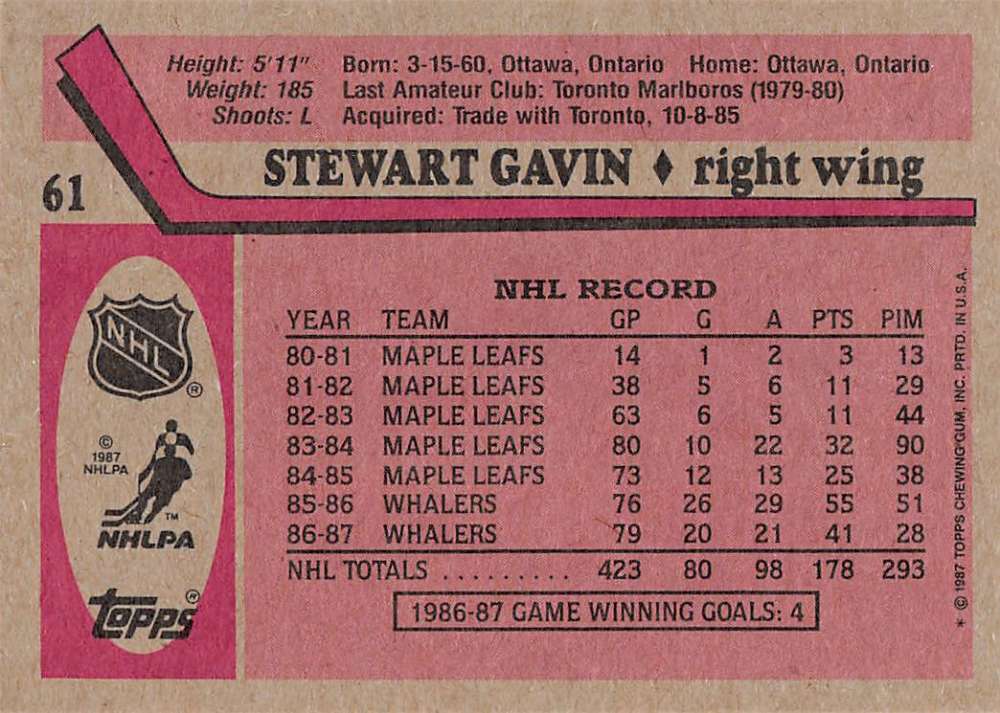 Height: 5'11" Born: 3-15-60, Ottawa, Ontario Home: Ottawa, Ontario
Weight: 185 Last Amateur Club: Toronto Marlboros (1979-80)
Shoots: L Acquired: Trade with Toronto, 10-8-85
61 STEWART GAVIN ♦ right wing
NHL RECORD
YEAR TEAM GP G A PTS PIM
80-81 MAPLE LEAFS 14 1 2 3 13
81-82 MAPLE LEAFS 38 5 6 11 29
82-83 MAPLE LEAFS 63 6 5 11 44
83-84 MAPLE LEAFS 80 10 22 32 90
84-85 MAPLE LEAFS 73 12 13 25 38
85-86 WHALERS 76 26 29 55 51
86-87 WHALERS 79 20 21 41 28
NHL TOTALS .......... 423 80 98 178 293
1986-87 GAME WINNING GOALS: 4
NHL ®
©
1987
NHLPA
TM
NHLPA
topps ®
* © 1987 TOPPS CHEWING GUM, INC. PRTD. IN U.S.A.